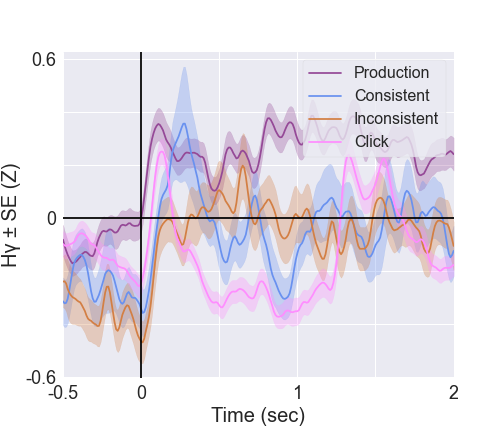 0.6
Production
Consistent
Inconsistent
Click
Hγ ± SE (Z)
0
-0.6
-0.5
0
1
2
Time (sec)